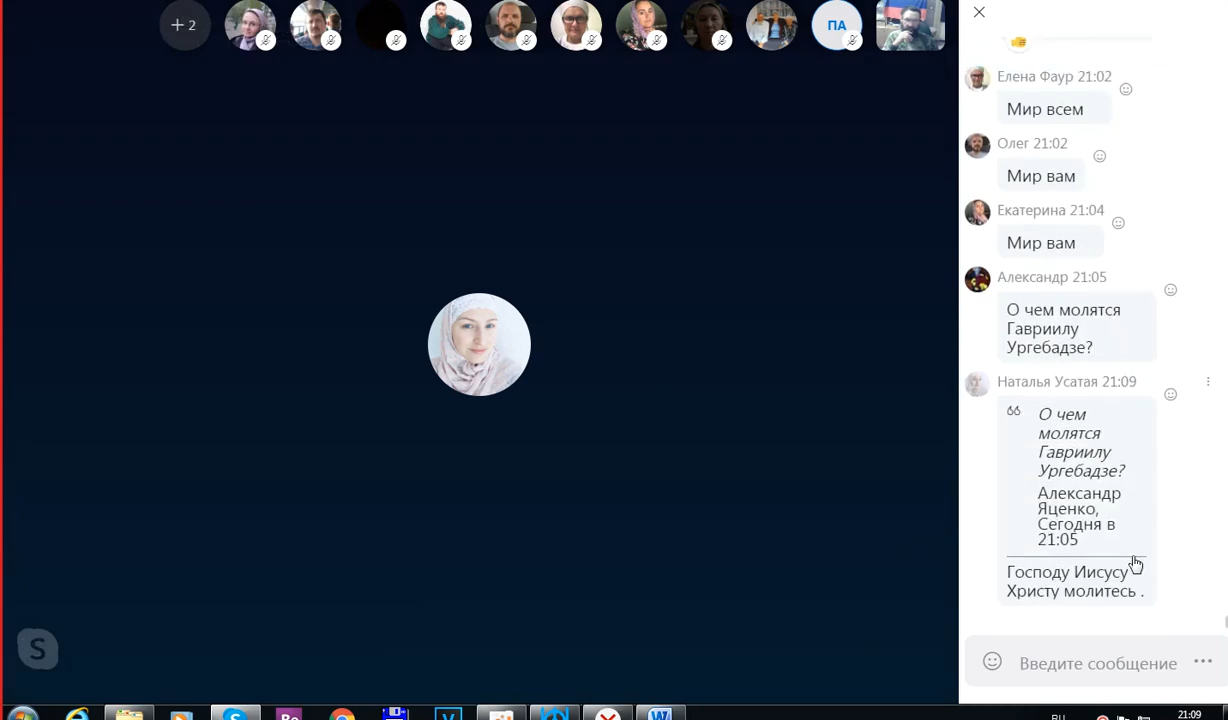 +2
ПА
Елена Фаур 21:02
Мир всем
Олег 21:02
Мир вам
Екатерина 21:04
Мир вам
Александр 21:05
О чем молятся
Гавриилу
Ургебадзе?
Наталья Усатая 21:09
О чем
молятся
Гавриилу
Ургебадзе?
Александр
Яценко,
Сегодня в
21:05
Господу Иисусу
Христу молитесь .
S
Введите сообщение
Be
V
W
RU
21:09